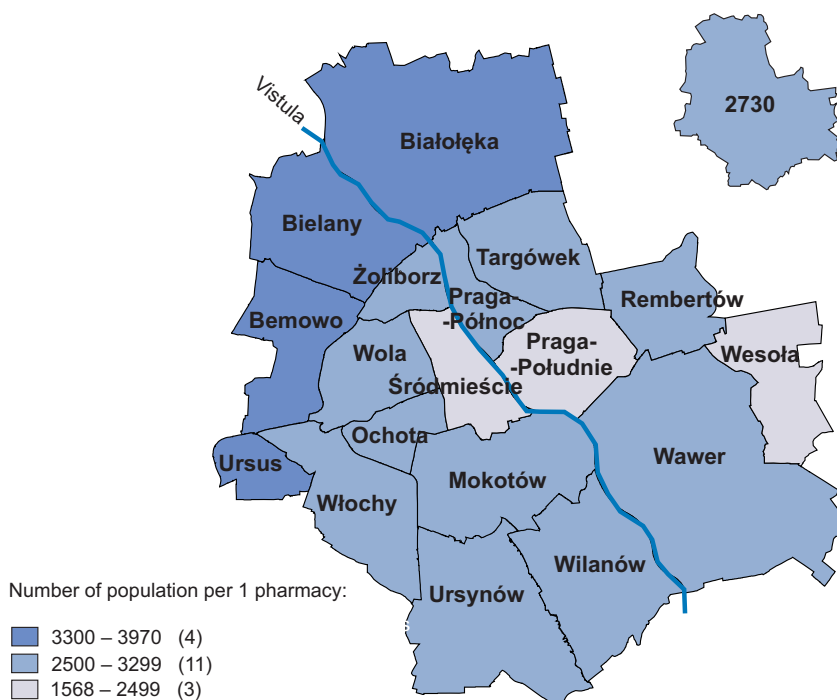 Vistula
2730
Białołęka
Bielany
Żoliborz
Targówek
Praga-
-Północ
Rembertów
Bemowo
Wola
Praga-
-Południe
Wesoła
Śródmieście
Ochota
Ursus
Włochy
Mokotów
Wawer
Wilanów
Ursynów
s
Number of population per 1 pharmacy:
3300 – 3970 (4)
2500 – 3299 (11)
1568 – 2499 (3)